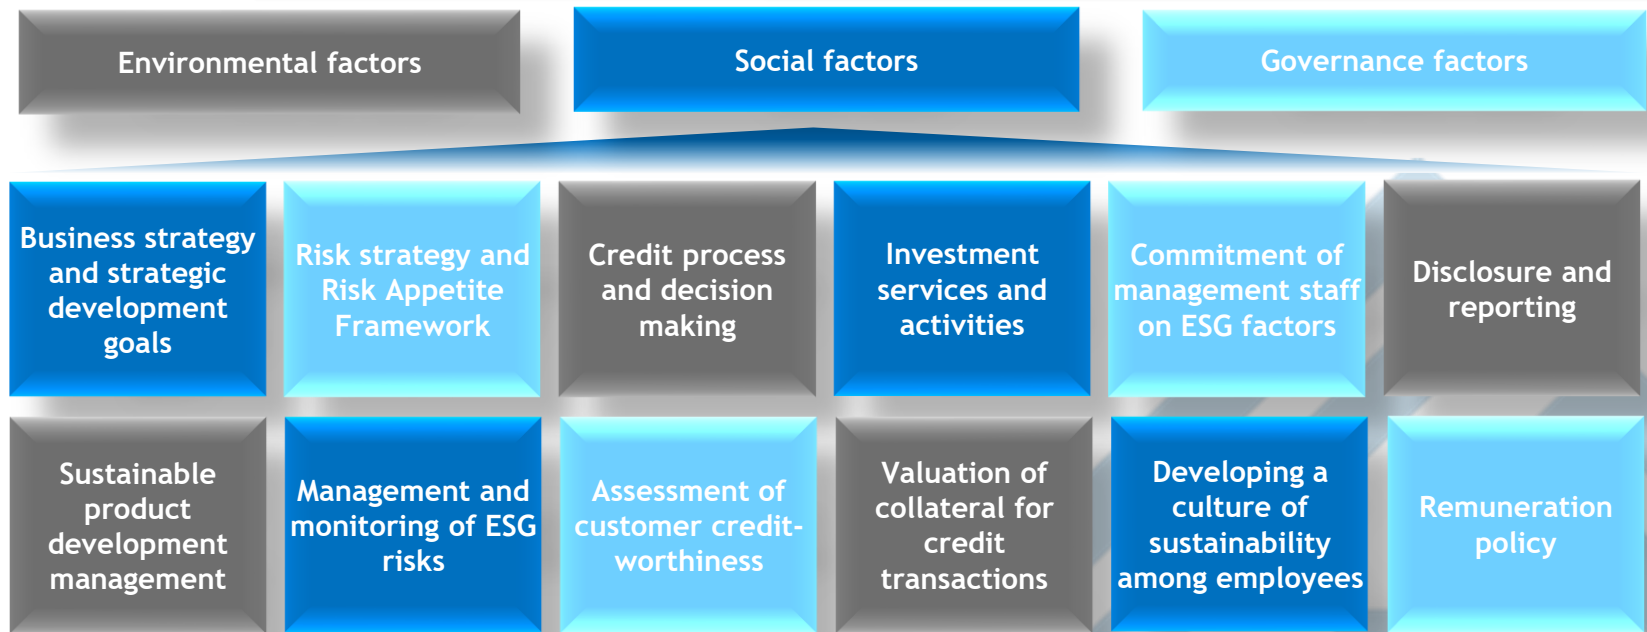 Environmental factors
Social factors
Governance factors
Business strategy
and strategic
development
goals
Risk strategy and
Risk Appetite
Framework
Credit process
and decision
making
Investment
services and
activities
Commitment of
management staff
on ESG factors
Disclosure and
reporting
Sustainable
product
development
management
Management and
monitoring of ESG
risks
Assessment of
customer credit-
worthiness
Valuation of
collateral for
credit
transactions
Developing a
culture of
sustainability
among employees
Remuneration
policy